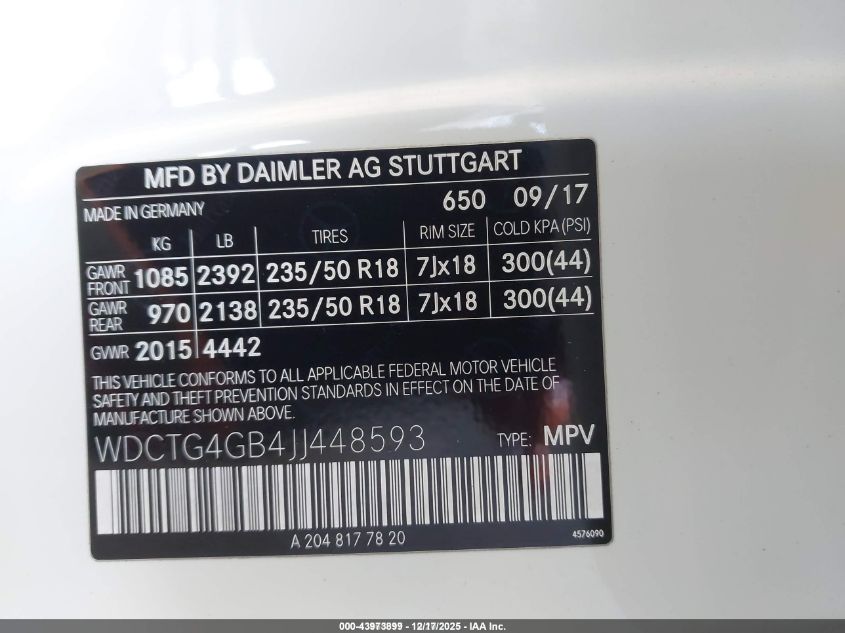 MFD BY DAIMLER AG STUTTGART
MADE IN GERMANY 650 09/17
KG LB TIRES RIM SIZE COLD KPA (PSI)
GAWR FRONT 1085 2392 235/50 R18 7Jx18 300(44)
GAWR REAR 970 2138 235/50 R18 7Jx18 300(44)
GVWR 2015 4442
THIS VEHICLE CONFORMS TO ALL APPLICABLE FEDERAL MOTOR VEHICLE
SAFETY AND THEFT PREVENTION STANDARDS IN EFFECT ON THE DATE OF
MANUFACTURE SHOWN ABOVE.
WDCTG4GB4JJ448593 TYPE: MPV
A 204 817 78 20 4576090
000-43973899 - 12/17/2025 - IAA Inc.